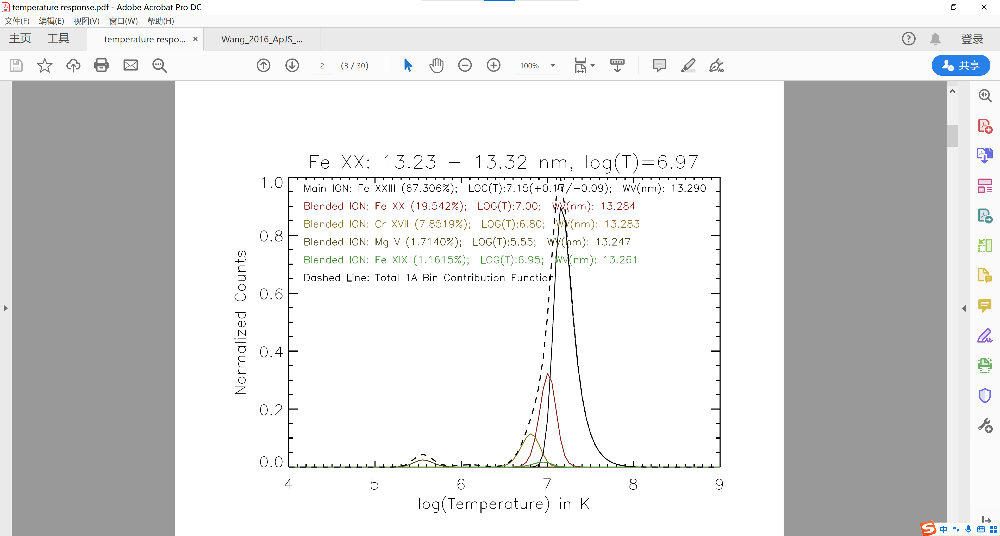 temperature response.pdf - Adobe Acrobat Pro DC
文件(F) 编辑(E) 视图(V) 窗口(W) 帮助(H)
主页 工具 temperature respo... × Wang_2016_ApJS_... 登录
2 (3 / 30) 100% 共享
Fe XX: 13.23 − 13.32 nm, log(T)=6.97
Main ION: Fe XXIII (67.306%); LOG(T):7.15(+0.17/−0.09); WV(nm): 13.290
Blended ION: Fe XX (19.542%); LOG(T):7.00; WV(nm): 13.284
Blended ION: Cr XVII (7.8519%); LOG(T):6.80; WV(nm): 13.283
Blended ION: Mg V (1.7140%); LOG(T):5.55; WV(nm): 13.247
Blended ION: Fe XIX (1.1615%); LOG(T):6.95; WV(nm): 13.261
Dashed Line: Total 1A Bin Contribution Function
Normalized Counts
1.0
0.8
0.6
0.4
0.2
0.0
4 5 6 7 8 9
log(Temperature) in K
中